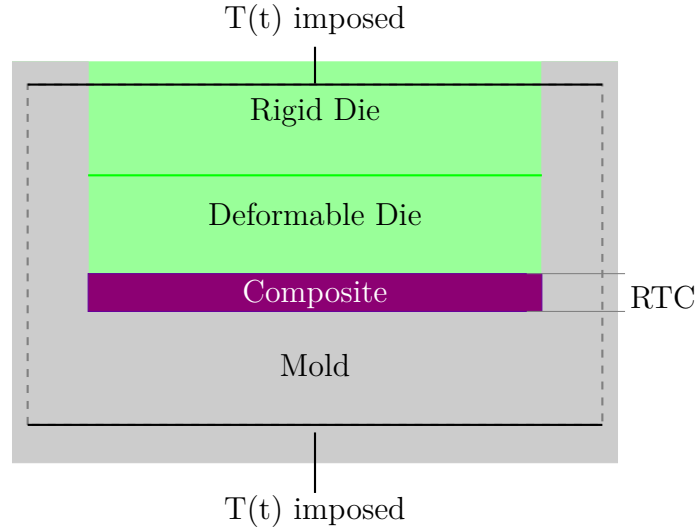 T(t) imposed
Rigid Die
Deformable Die
Composite
RTC
Mold
T(t) imposed